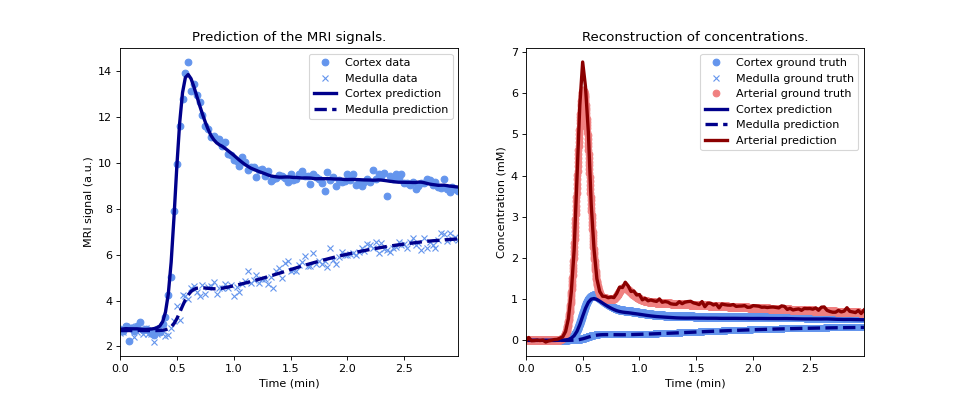 Prediction of the MRI signals.
MRI signal (a.u.)
14
12
10
8
6
4
2
Cortex data
Medulla data
Cortex prediction
Medulla prediction
0.0 0.5 1.0 1.5 2.0 2.5
Time (min)
Reconstruction of concentrations.
Concentration (mM)
7
6
5
4
3
2
1
0
Cortex ground truth
Medulla ground truth
Arterial ground truth
Cortex prediction
Medulla prediction
Arterial prediction
0.0 0.5 1.0 1.5 2.0 2.5
Time (min)